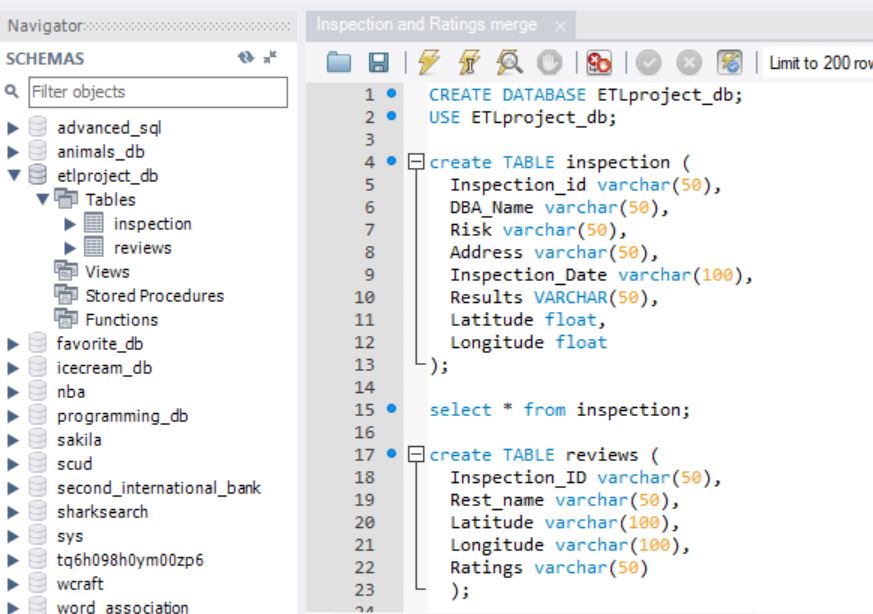 Navigator
SCHEMAS
Filter objects
advanced_sql
animals_db
etlproject_db
Tables
inspection
reviews
Views
Stored Procedures
Functions
favorite_db
icecream_db
nba
programming_db
sakila
scud
second_international_bank
sharksearch
sys
tq6h098h0ym00zp6
wcraft
word_association
Inspection and Ratings merge
Limit to 200 row
1 CREATE DATABASE ETLproject_db;
2 USE ETLproject_db;
3
4 create TABLE inspection (
5 Inspection_id varchar(50),
6 DBA_Name varchar(50),
7 Risk varchar(50),
8 Address varchar(50),
9 Inspection_Date varchar(100),
10 Results VARCHAR(50),
11 Latitude float,
12 Longitude float
13 );
14
15 select * from inspection;
16
17 create TABLE reviews (
18 Inspection_ID varchar(50),
19 Rest_name varchar(50),
20 Latitude varchar(100),
21 Longitude varchar(100),
22 Ratings varchar(50)
23 );
24